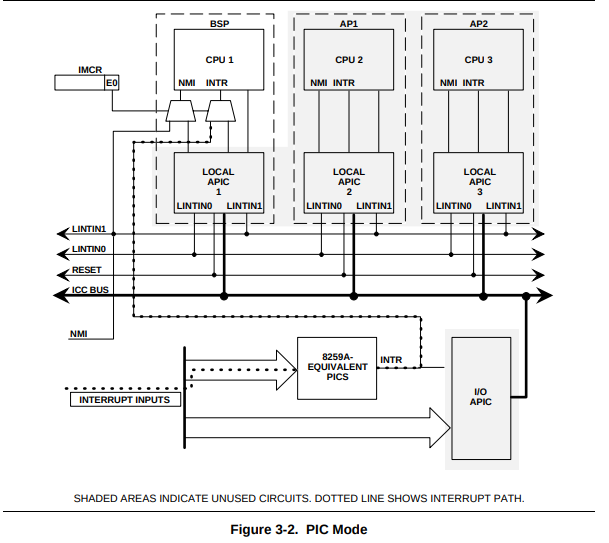 BSP
AP1
AP2
CPU 1
CPU 2
CPU 3
IMCR
E0
NMI INTR
NMI INTR
NMI INTR
LOCAL
APIC
1
LOCAL
APIC
2
LOCAL
APIC
3
LINTIN0 LINTIN1
LINTIN0 LINTIN1
LINTIN0 LINTIN1
LINTIN1
LINTIN0
RESET
ICC BUS
NMI
8259A-
EQUIVALENT
PICS
INTR
INTERRUPT INPUTS
I/O
APIC
SHADED AREAS INDICATE UNUSED CIRCUITS. DOTTED LINE SHOWS INTERRUPT PATH.
Figure 3-2. PIC Mode